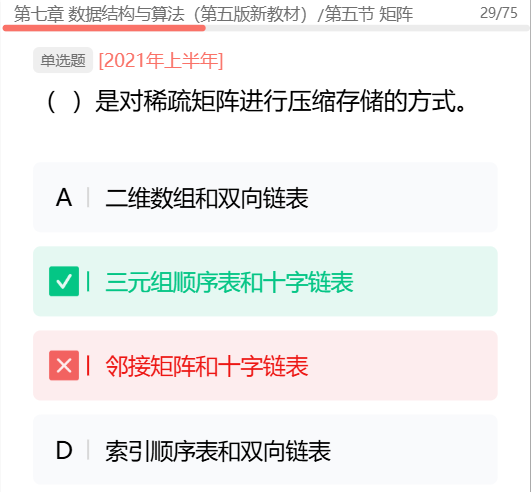 第七章 数据结构与算法（第五版新教材）/第五节 矩阵 29/75
单选题 [2021年上半年]
（ ）是对稀疏矩阵进行压缩存储的方式。
A 二维数组和双向链表
三元组顺序表和十字链表
邻接矩阵和十字链表
D 索引顺序表和双向链表